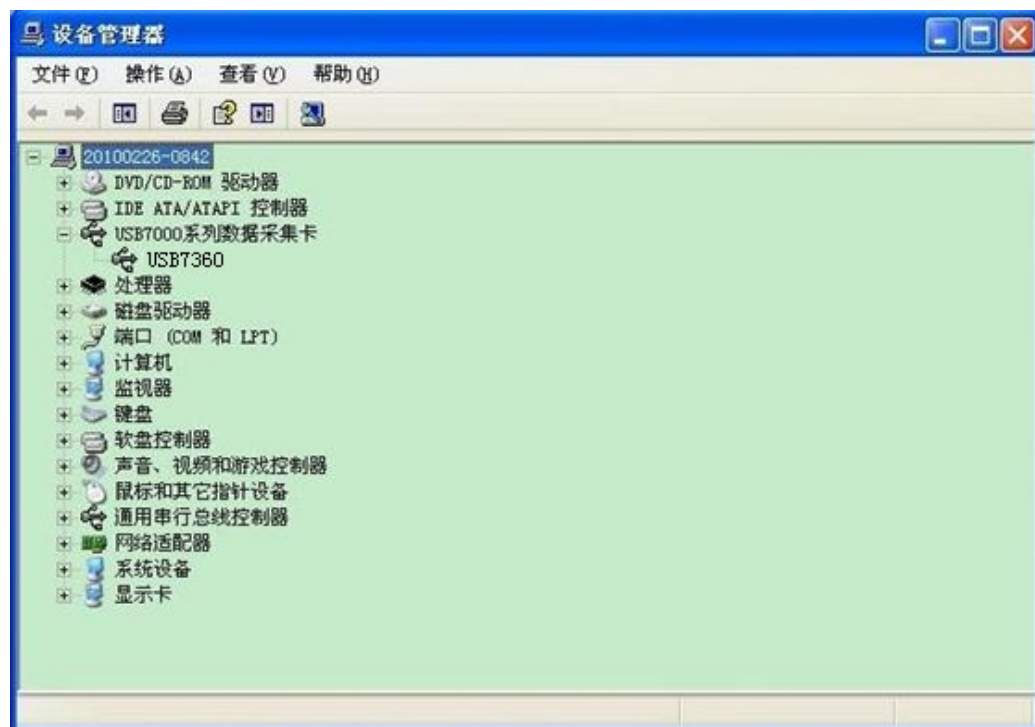 设备管理器
文件(F) 操作(A) 查看(V) 帮助(H)
20100226-0842
DVD/CD-ROM 驱动器
IDE ATA/ATAPI 控制器
USB7000系列数据采集卡
USB7360
处理器
磁盘驱动器
端口 (COM 和 LPT)
计算机
监视器
键盘
软盘控制器
声音、视频和游戏控制器
鼠标和其它指针设备
通用串行总线控制器
网络适配器
系统设备
显示卡